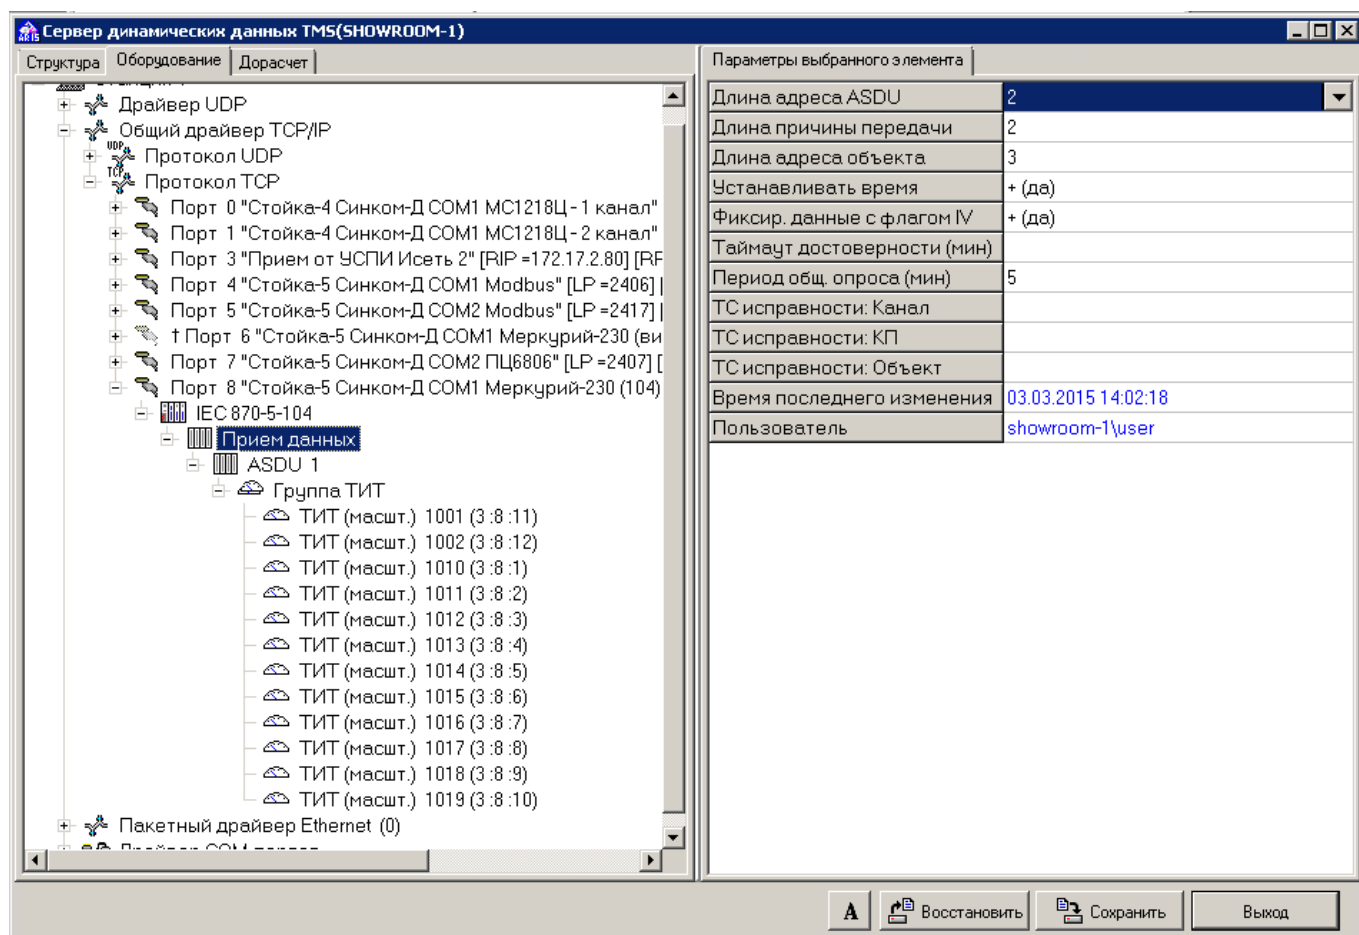 Сервер динамических данных TMS(SHOWROOM-1)
Структура Оборудование Дорасчет
Драйвер UDP
Общий драйвер TCP/IP
UDP Протокол UDP
TCP Протокол TCP
Порт 0 "Стойка-4 Синком-Д COM1 МС1218Ц - 1 канал"
Порт 1 "Стойка-4 Синком-Д COM1 МС1218Ц - 2 канал"
Порт 3 "Прием от УСПИ Исеть 2" [RIP =172.17.2.80] [RF
Порт 4 "Стойка-5 Синком-Д COM1 Modbus" [LP =2406] [
Порт 5 "Стойка-5 Синком-Д COM2 Modbus" [LP =2417] [
† Порт 6 "Стойка-5 Синком-Д COM1 Меркурий-230 (ви
Порт 7 "Стойка-5 Синком-Д COM2 ПЦ6806" [LP =2407] [
Порт 8 "Стойка-5 Синком-Д COM1 Меркурий-230 (104)
IEC 870-5-104
Прием данных
ASDU 1
Группа ТИТ
ТИТ (масшт.) 1001 (3 :8 :11)
ТИТ (масшт.) 1002 (3 :8 :12)
ТИТ (масшт.) 1010 (3 :8 :1)
ТИТ (масшт.) 1011 (3 :8 :2)
ТИТ (масшт.) 1012 (3 :8 :3)
ТИТ (масшт.) 1013 (3 :8 :4)
ТИТ (масшт.) 1014 (3 :8 :5)
ТИТ (масшт.) 1015 (3 :8 :6)
ТИТ (масшт.) 1016 (3 :8 :7)
ТИТ (масшт.) 1017 (3 :8 :8)
ТИТ (масшт.) 1018 (3 :8 :9)
ТИТ (масшт.) 1019 (3 :8 :10)
Пакетный драйвер Ethernet (0)
Параметры выбранного элемента
Длина адреса ASDU 2
Длина причины передачи 2
Длина адреса объекта 3
Устанавливать время + (да)
Фиксир. данные с флагом IV + (да)
Таймаут достоверности (мин)
Период общ. опроса (мин) 5
ТС исправности: Канал
ТС исправности: КП
ТС исправности: Объект
Время последнего изменения 03.03.2015 14:02:18
Пользователь showroom-1\user
A Восстановить Сохранить Выход